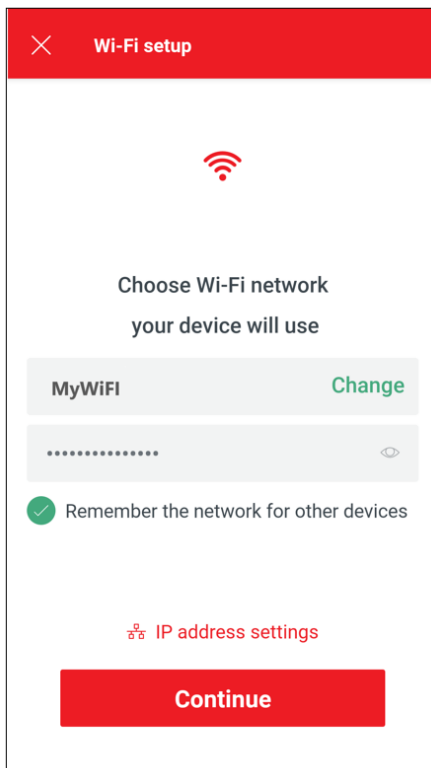 Wi-Fi setup
Choose Wi-Fi network
your device will use
MyWiFI
Change
•••••••••••••••
Remember the network for other devices
IP address settings
Continue